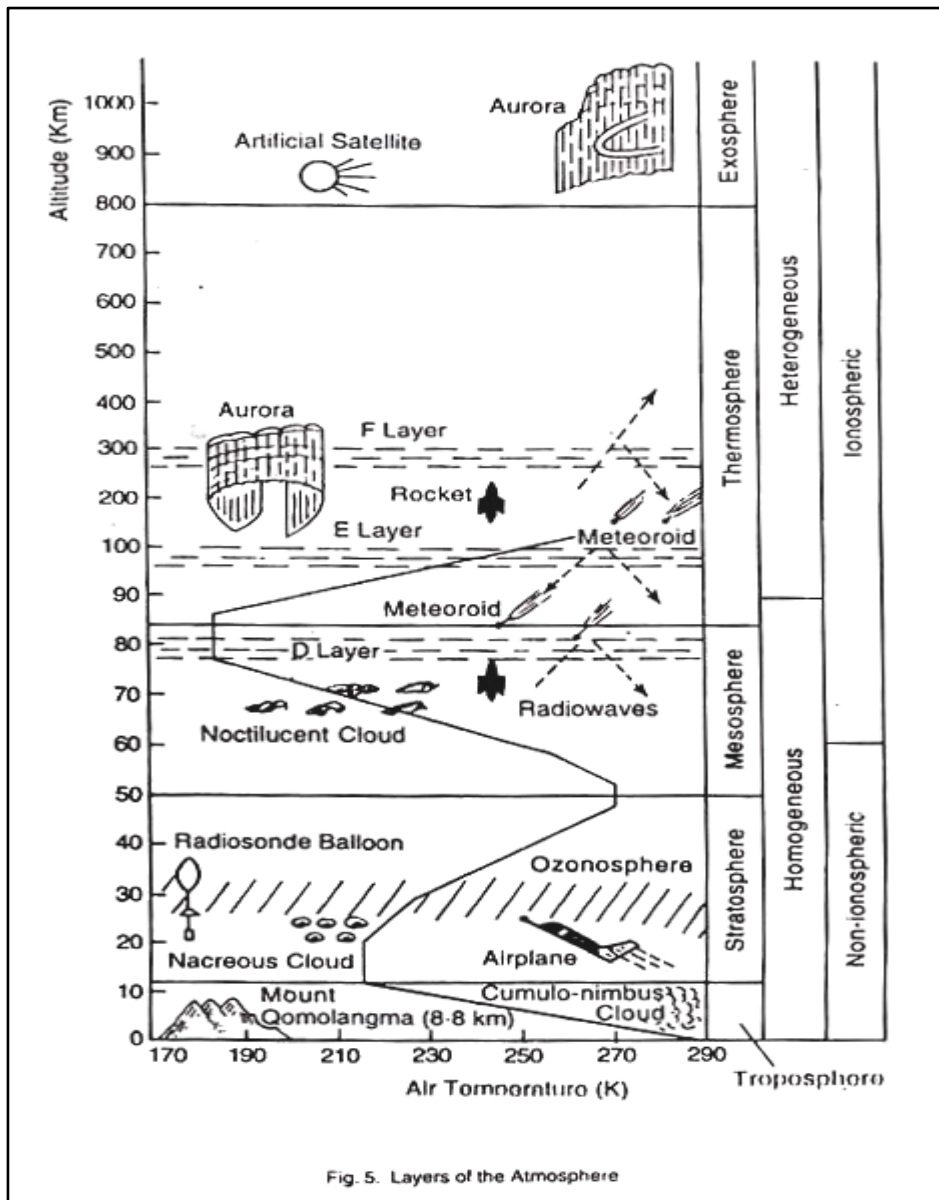 Altitude (Km)
1000
900
800
700
600
500
400
300
200
100
90
80
70
60
50
40
30
20
10
0
Aurora
Artificial Satellite
Aurora
F Layer
Rocket
E Layer
Meteoroid
Meteoroid
D Layer
Radiowaves
Noctilucent Cloud
Radiosonde Balloon
Ozonosphere
Nacreous Cloud
Airplane
Mount
Qomolangma (8·8 km)
Cumulo-nimbus
Cloud
170 190 210 230 250 270 290
Air Temperature (K)
Exosphere
Thermosphere
Mesosphere
Stratosphere
Troposphere
Heterogeneous
Homogeneous
Ionospheric
Non-ionospheric
Fig. 5. Layers of the Atmosphere